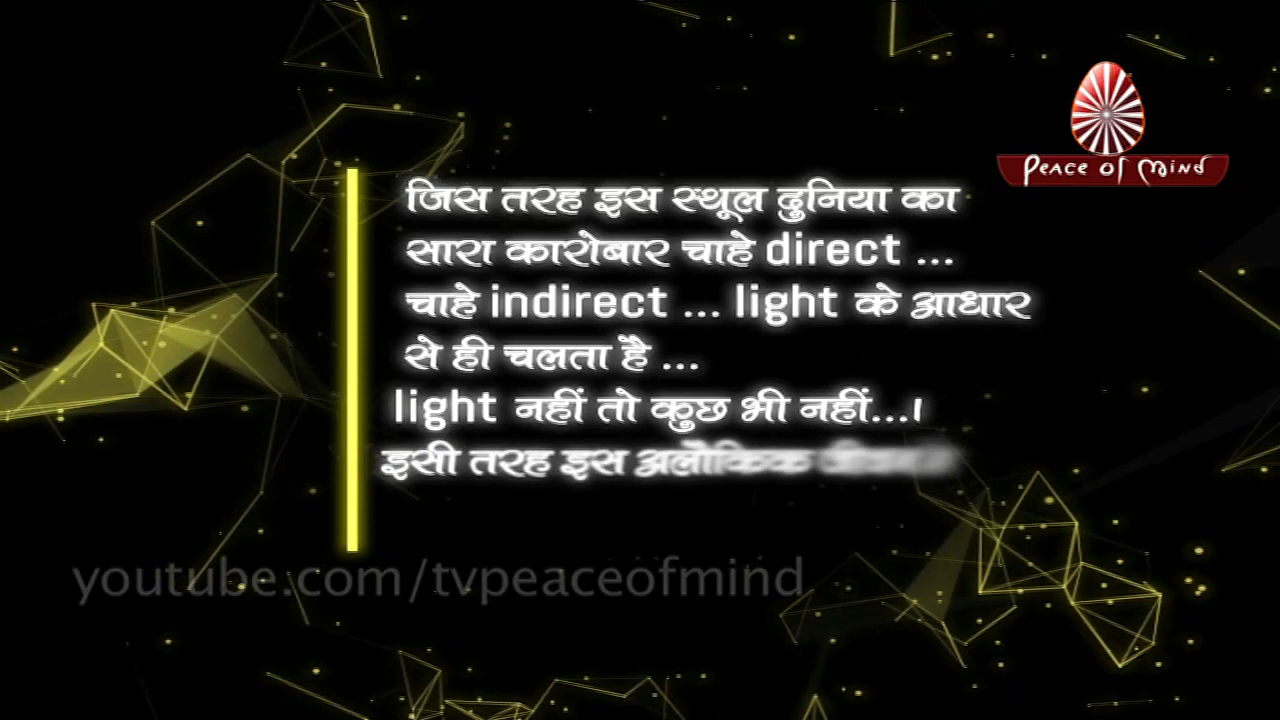 Peace of Mind
जिस तरह इस स्थूल दुनिया का
सारा कारोबार चाहे direct ...
चाहे indirect ... light के आधार
से ही चलता है ...
light नहीं तो कुछ भी नहीं...।
इसी तरह इस अलौकिक
youtube.com/tvpeaceofmind